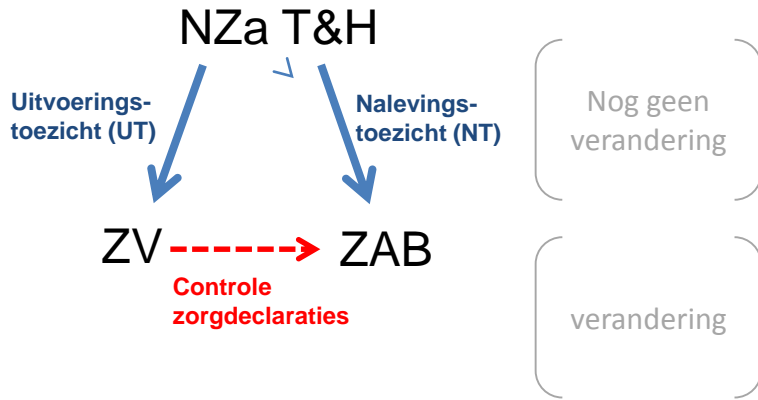 NZa T&H
Uitvoerings-
toezicht (UT)
Nalevings-
toezicht (NT)
Nog geen
verandering
ZV
ZAB
Controle
zorgdeclaraties
verandering